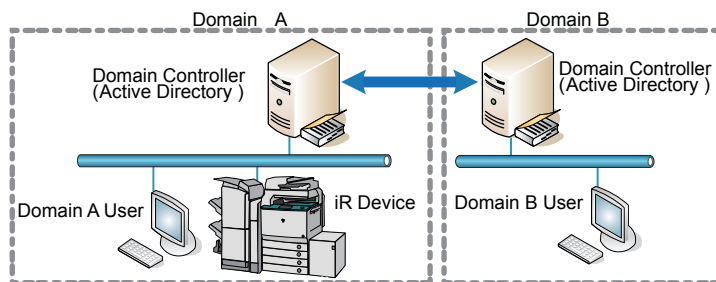 Domain A
Domain B
Domain Controller
(Active Directory )
Domain Controller
(Active Directory )
Domain A User
iR Device
Domain B User